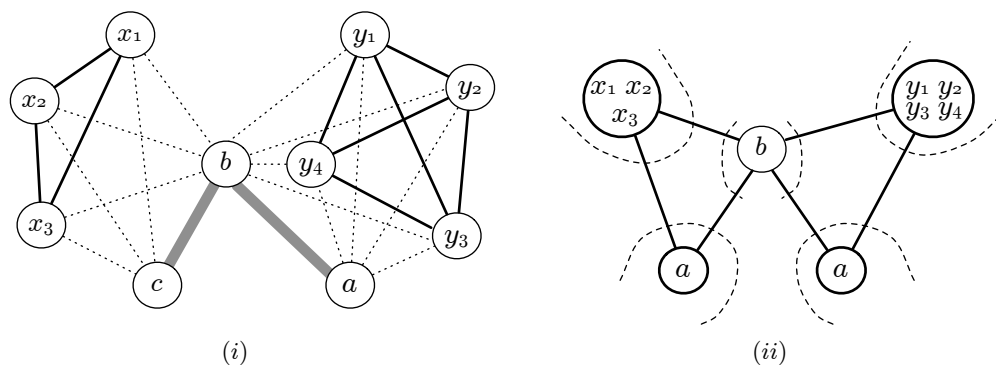 x₁
y₁
x₂
y₂
b
y₄
x₃
y₃
c
a
(i)
x₁ x₂
x₃
y₁ y₂
y₃ y₄
b
a
a
(ii)